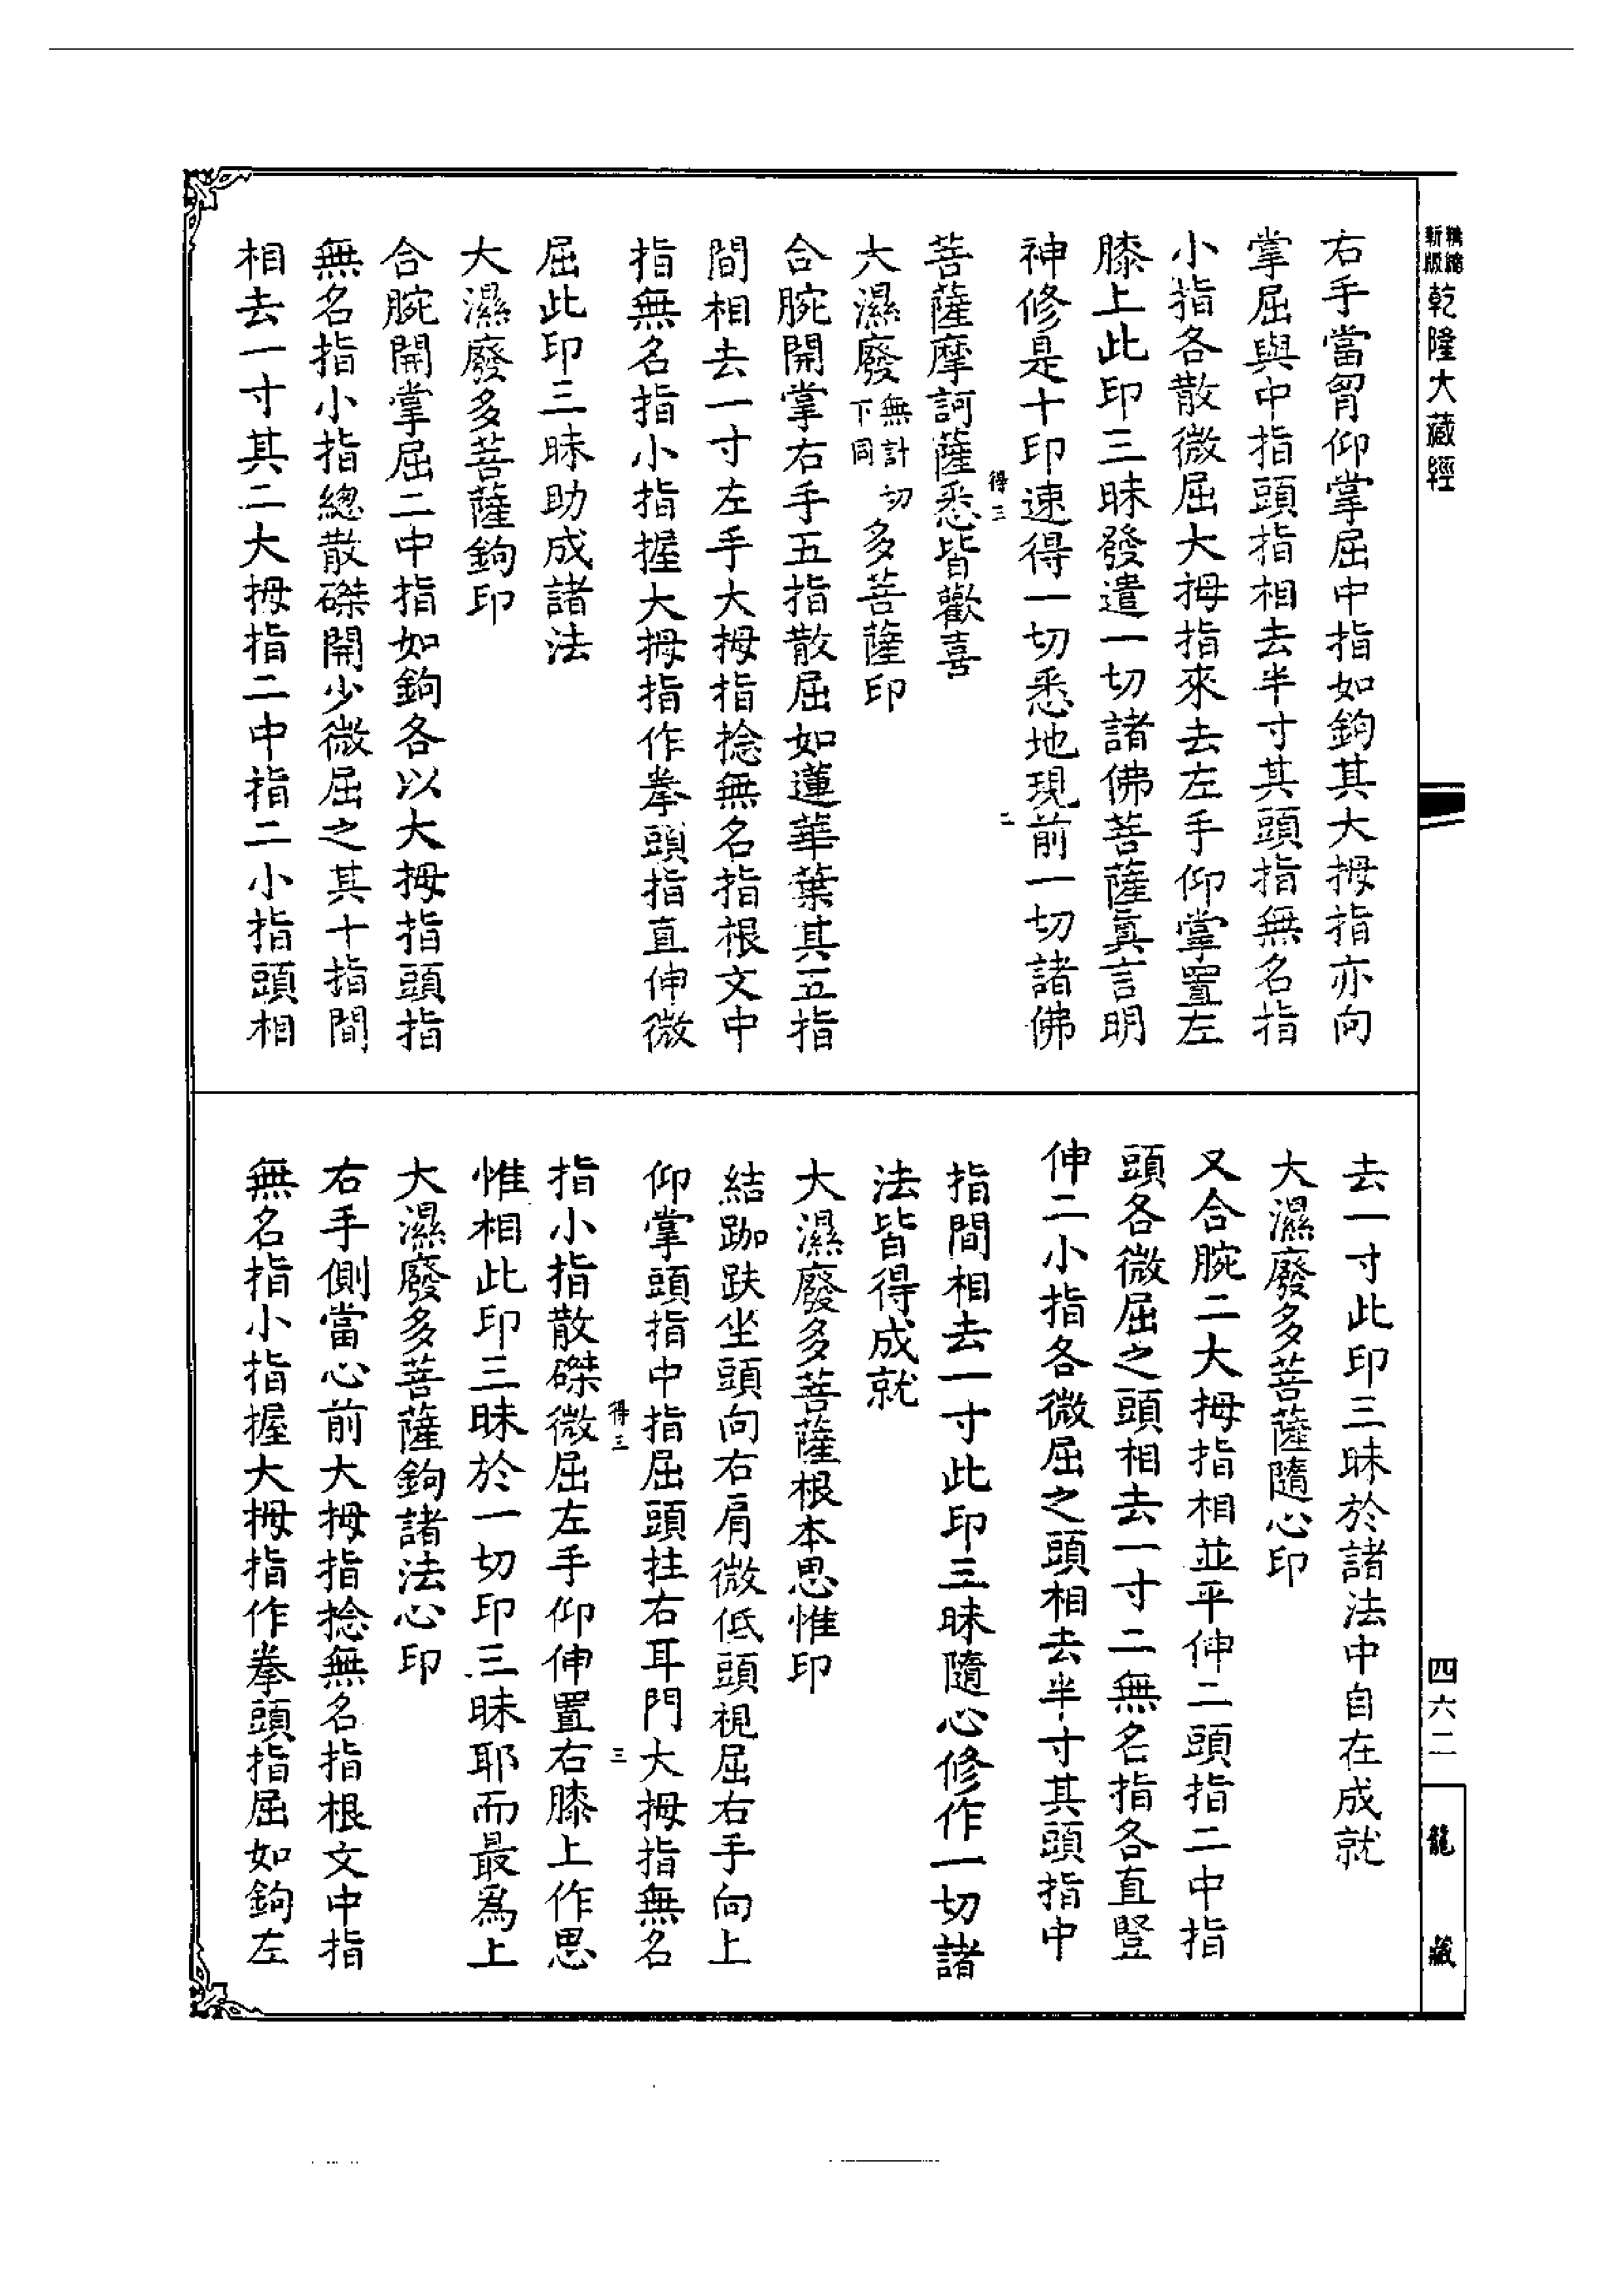 精縮新版乾隆大藏經
右手當胷仰掌屈中指如鉤其大拇指亦向
掌屈與中指頭指相去半寸其頭指無名指
小指各散微屈大拇指來去左手仰掌置左
膝上此印三昧發遣一切諸佛菩薩真言明
神修是十印速得一切悉地現前一切諸佛
得三
二
菩薩摩訶薩悉皆歡喜
大濕廢無計切下同多菩薩印
合腕開掌右手五指散屈如蓮華葉其五指
間相去一寸左手大拇指捻無名指根文中
指無名指小指握大拇指作拳頭指直伸微
屈此印三昧助成諸法
大濕廢多菩薩鉤印
合腕開掌屈二中指如鉤各以大拇指頭指
無名指小指總散磔開少微屈之其十指間
相去一寸其二大拇指二中指二小指頭相
去一寸此印三昧於諸法中自在成就
大濕廢多菩薩隨心印
又合腕二大拇指相並平伸二頭指二中指
頭各微屈之頭相去一寸二無名指各直豎
伸二小指各微屈之頭相去半寸其頭指中
指間相去一寸此印三昧隨心修作一切諸
法皆得成就
大濕廢多菩薩根本思惟印
結跏趺坐頭向右肩微低頭視屈右手向上
仰掌頭指中指屈頭拄右耳門大拇指無名
得三
三
指小指散磔微屈左手仰伸置右膝上作思
惟相此印三昧於一切印三昧耶而最為上
大濕廢多菩薩鉤諸法心印
右手側當心前大拇指捻無名指根文中指
無名指小指握大拇指作拳頭指屈如鉤左
四六二
龍藏